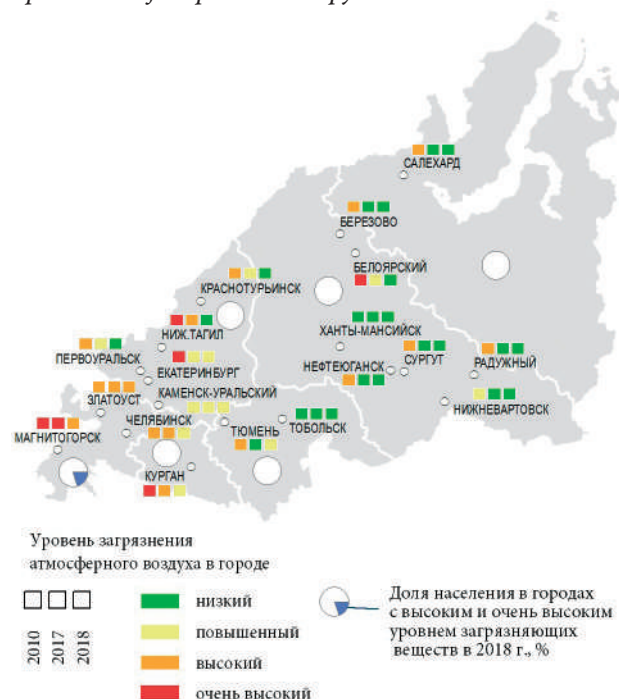 САЛЕХАРД
БЕРЕЗОВО
БЕЛОЯРСКИЙ
КРАСНОТУРЬИНСК
ХАНТЫ-МАНСИЙСК
НИЖ.ТАГИЛ
ПЕРВОУРАЛЬСК
ЕКАТЕРИНБУРГ
НЕФТЕЮГАНСК
СУРГУТ
РАДУЖНЫЙ
КАМЕНСК-УРАЛЬСКИЙ
ЗЛАТОУСТ
НИЖНЕВАРТОВСК
ЧЕЛЯБИНСК
ТЮМЕНЬ
ТОБОЛЬСК
МАГНИТОГОРСК
КУРГАН
Уровень загрязнения
атмосферного воздуха в городе
2010
2017
2018
низкий
повышенный
высокий
очень высокий
Доля населения в городах
с высоким и очень высоким
уровнем загрязняющих
веществ в 2018 г., %